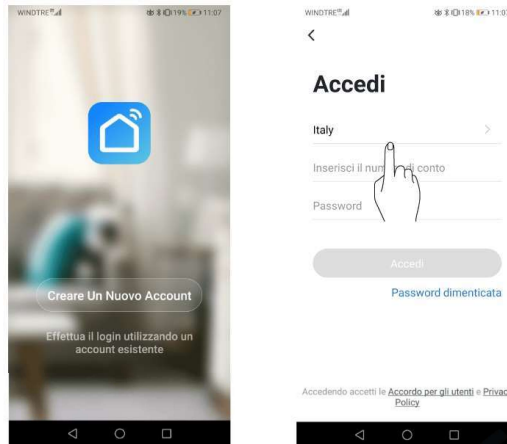 WINDTRE 19% 11:07
Creare Un Nuovo Account
Effettua il login utilizzando un
account esistente
WINDTRE 18% 11:0
Accedi
Italy
Inserisci il num di conto
Password
Accedi
Password dimenticata
Accedendo accetti le Accordo per gli utenti e Privac
Policy